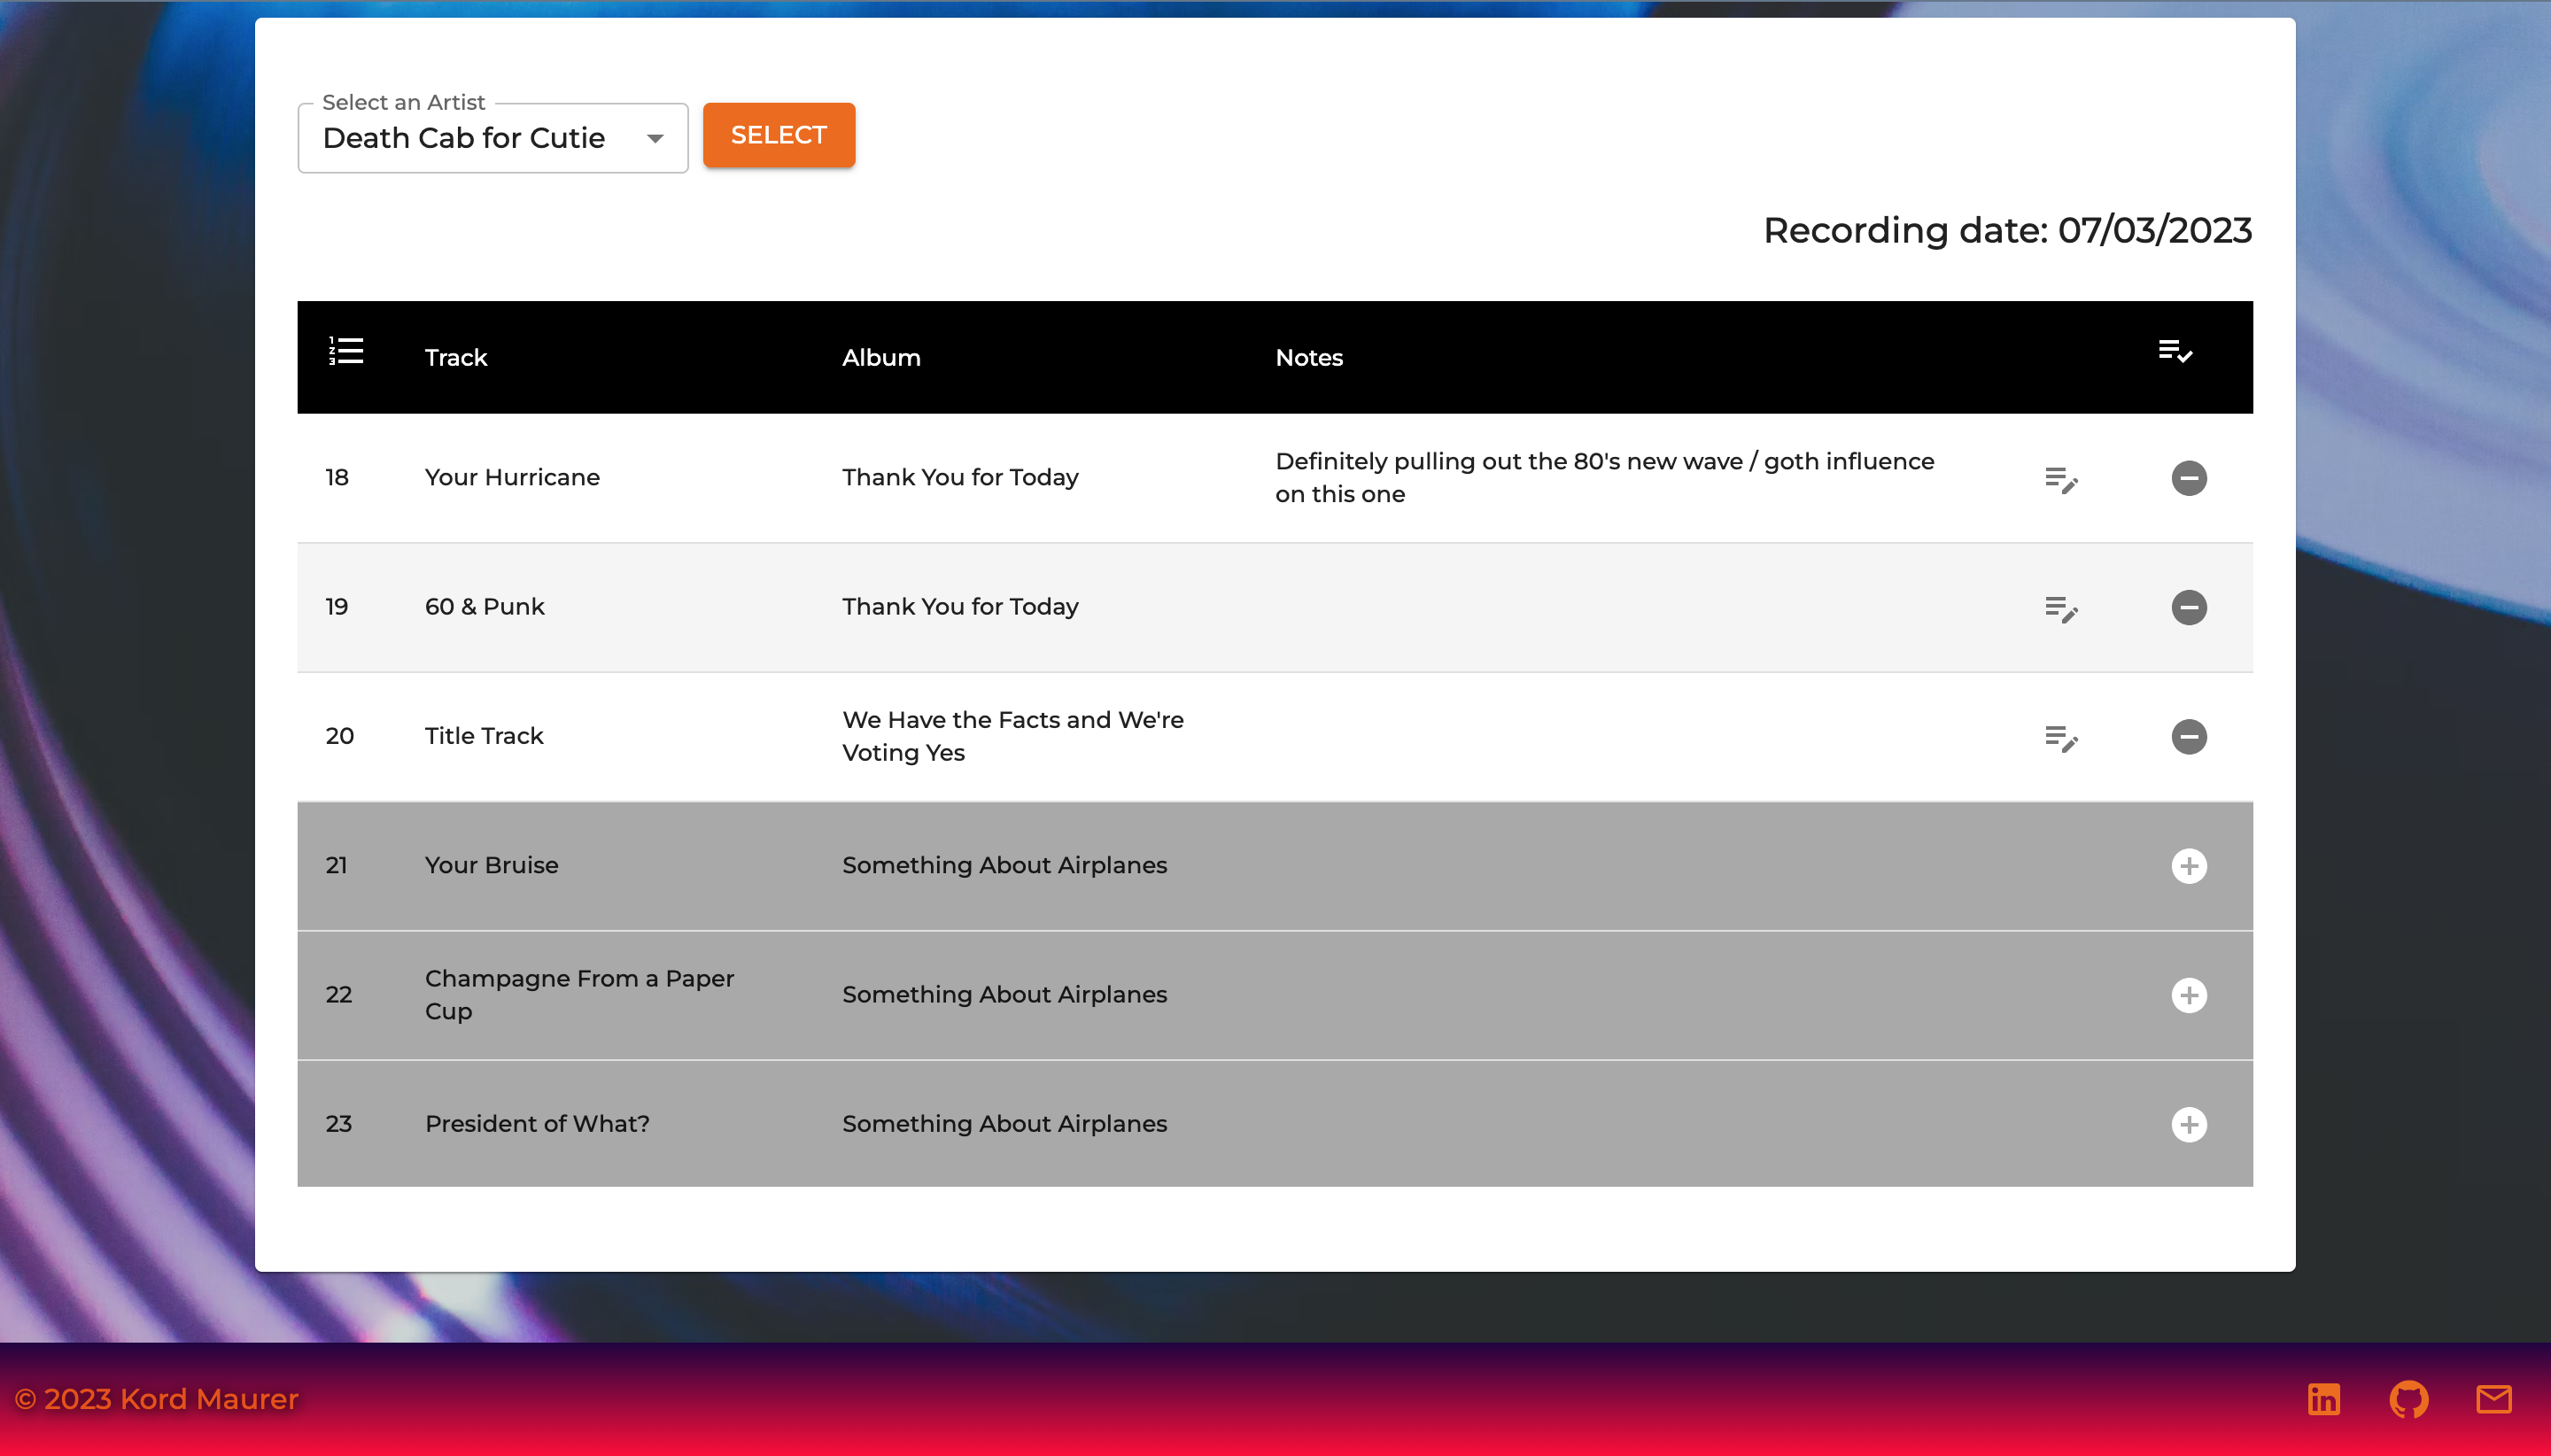 Select an Artist
Death Cab for Cutie
SELECT
Recording date: 07/03/2023
Track Album Notes
18 Your Hurricane Thank You for Today Definitely pulling out the 80's new wave / goth influence
on this one
19 60 & Punk Thank You for Today
20 Title Track We Have the Facts and We're
Voting Yes
21 Your Bruise Something About Airplanes
22 Champagne From a Paper
Cup Something About Airplanes
23 President of What? Something About Airplanes
© 2023 Kord Maurer